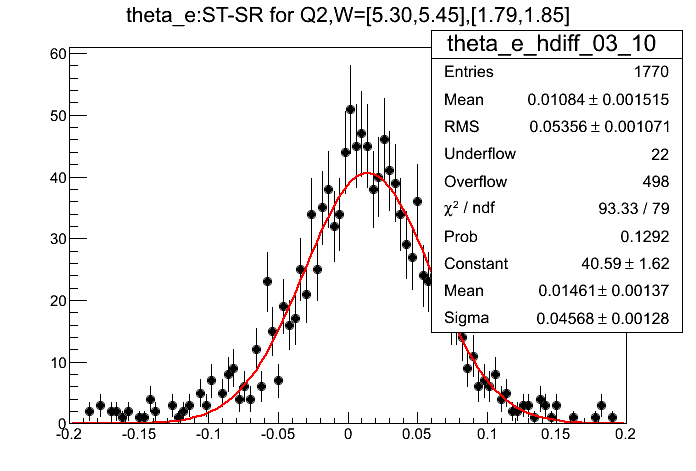 theta_e:ST-SR for Q2,W=[5.30,5.45],[1.79,1.85]
theta_e_hdiff_03_10
Entries 1770
Mean 0.01084 ± 0.001515
RMS 0.05356 ± 0.001071
Underflow 22
Overflow 498
χ² / ndf 93.33 / 79
Prob 0.1292
Constant 40.59 ± 1.62
Mean 0.01461 ± 0.00137
Sigma 0.04568 ± 0.00128
60
50
40
30
20
10
0
-0.2 -0.15 -0.1 -0.05 0 0.05 0.1 0.15 0.2